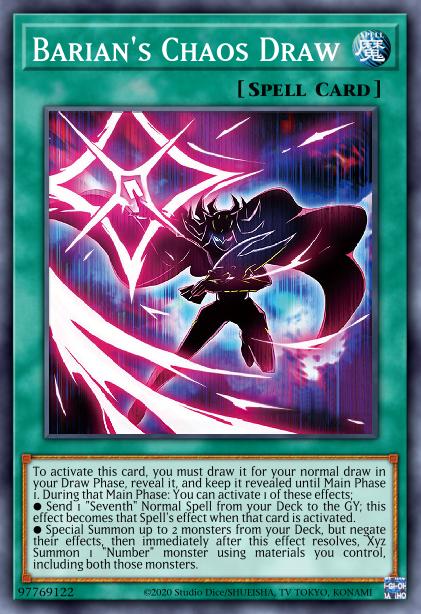 Barian's Chaos Draw
SPELL
魔
[ Spell Card ]
To activate this card, you must draw it for your normal draw in
your Draw Phase, reveal it, and keep it revealed until Main Phase
1. During that Main Phase: You can activate 1 of these effects;
● Send 1 "Seventh" Normal Spell from your Deck to the GY; this
effect becomes that Spell's effect when that card is activated.
● Special Summon up to 2 monsters from your Deck, but negate
their effects, then immediately after this effect resolves, Xyz
Summon 1 "Number" monster using materials you control,
including both those monsters.
97769122
©2020 Studio Dice/SHUEISHA, TV TOKYO, KONAMI